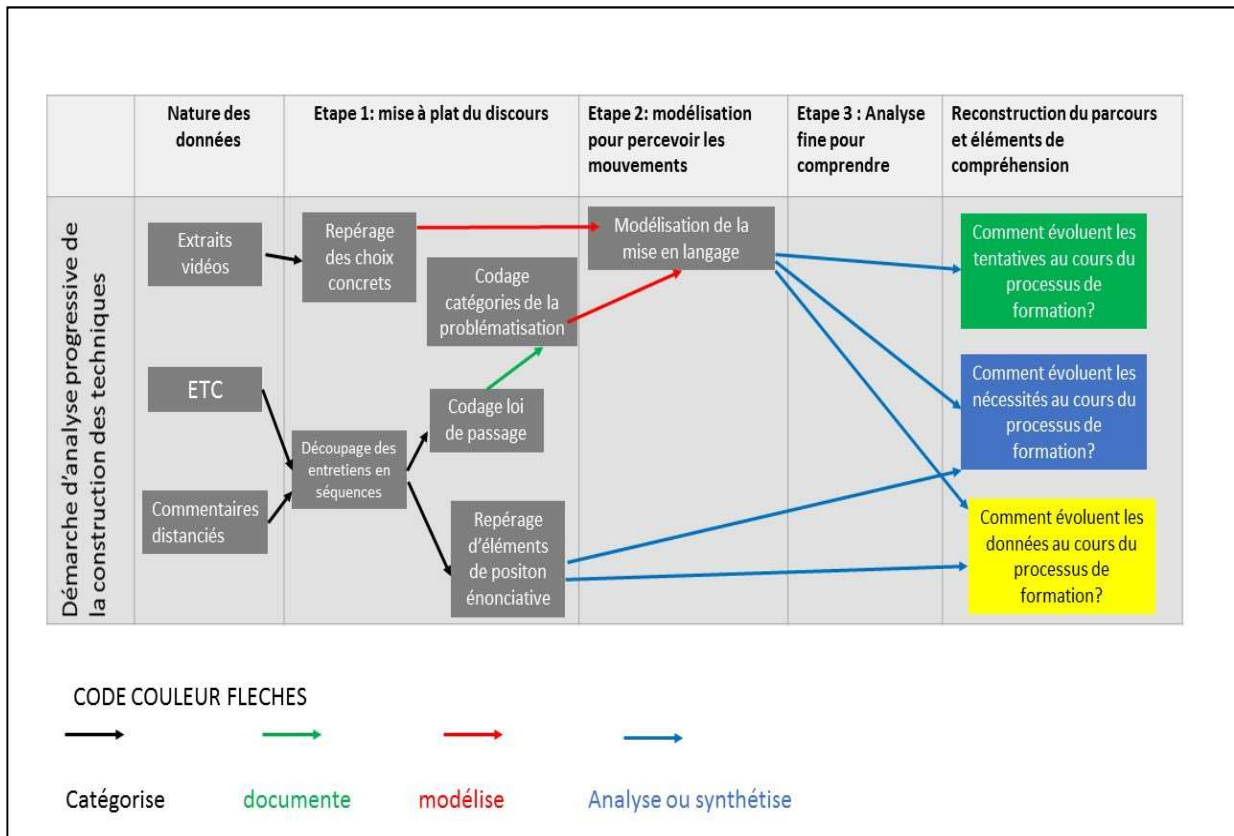 Nature des
données
Etape 1: mise à plat du discours
Etape 2: modélisation
pour percevoir les
mouvements
Etape 3 : Analyse
fine pour
comprendre
Reconstruction du parcours
et éléments de
compréhension
Démarche d'analyse progressive de
la construction des techniques
Extraits
vidéos
ETC
Commentaires
distanciés
Repérage
des choix
concrets
Découpage des
entretiens en
séquences
Codage
catégories de la
problématisation
Codage loi
de passage
Repérage
d'éléments
de positon
énonciative
Modélisation de la
mise en langage
Comment évoluent les
tentatives au cours du
processus de
formation?
Comment évoluent les
nécessités au cours du
processus de
formation?
Comment évoluent les
données au cours du
processus de
formation?
CODE COULEUR FLECHES
Catégorise
documente
modélise
Analyse ou synthétise